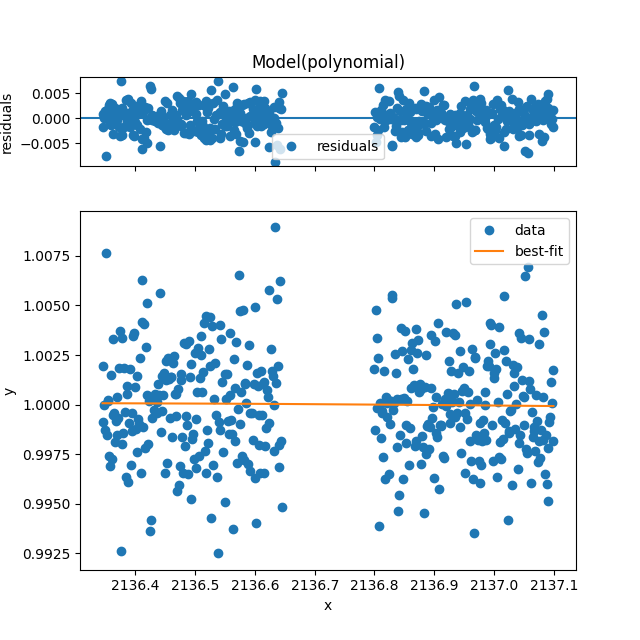 Model(polynomial)
residuals
0.005
0.000
−0.005
residuals
y
1.0075
1.0050
1.0025
1.0000
0.9975
0.9950
0.9925
data
best-fit
2136.4 2136.5 2136.6 2136.7 2136.8 2136.9 2137.0 2137.1
x